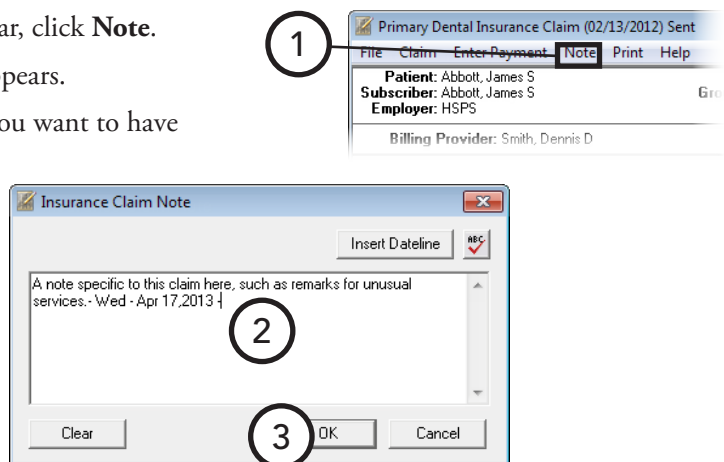 ar, click Note.
ppears.
ou want to have
1
Primary Dental Insurance Claim (02/13/2012) Sent
File Claim Enter Payment Note Print Help
Patient: Abbott, James S
Subscriber: Abbott, James S
Employer: HSPS
Billing Provider: Smith, Dennis D
Insurance Claim Note
Insert Dateline
ABC
A note specific to this claim here, such as remarks for unusual
services.- Wed - Apr 17,2013 -
2
Clear
3
OK
Cancel